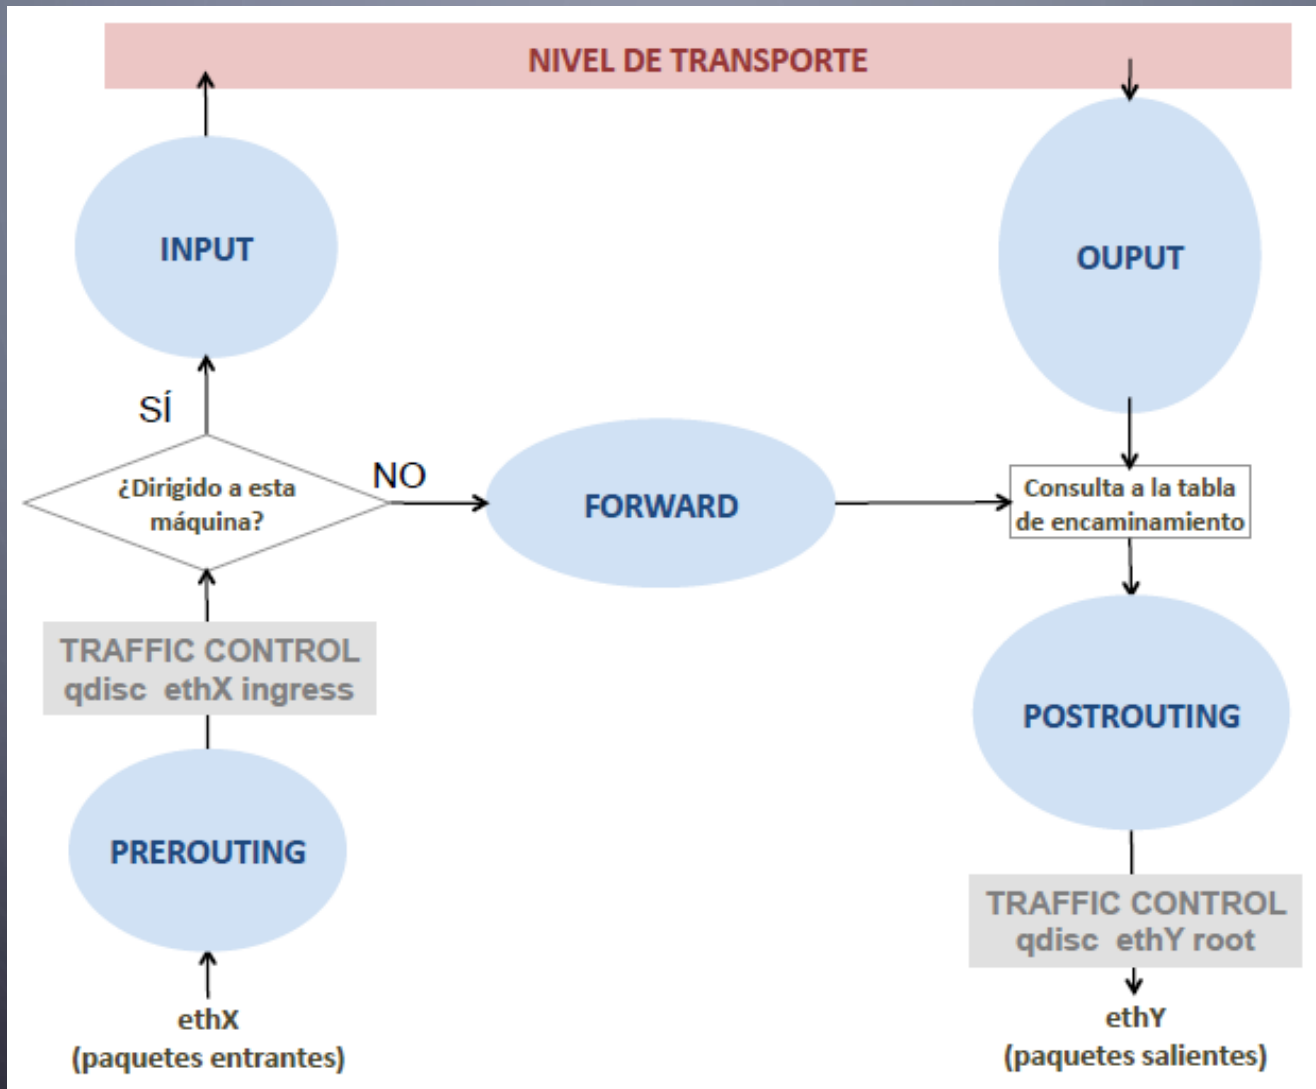 NIVEL DE TRANSPORTE
INPUT
OUPUT
SÍ
¿Dirigido a esta
máquina?
NO
FORWARD
Consulta a la tabla
de encaminamiento
TRAFFIC CONTROL
qdisc ethX ingress
POSTROUTING
PREROUTING
TRAFFIC CONTROL
qdisc ethY root
ethX
(paquetes entrantes)
ethY
(paquetes salientes)